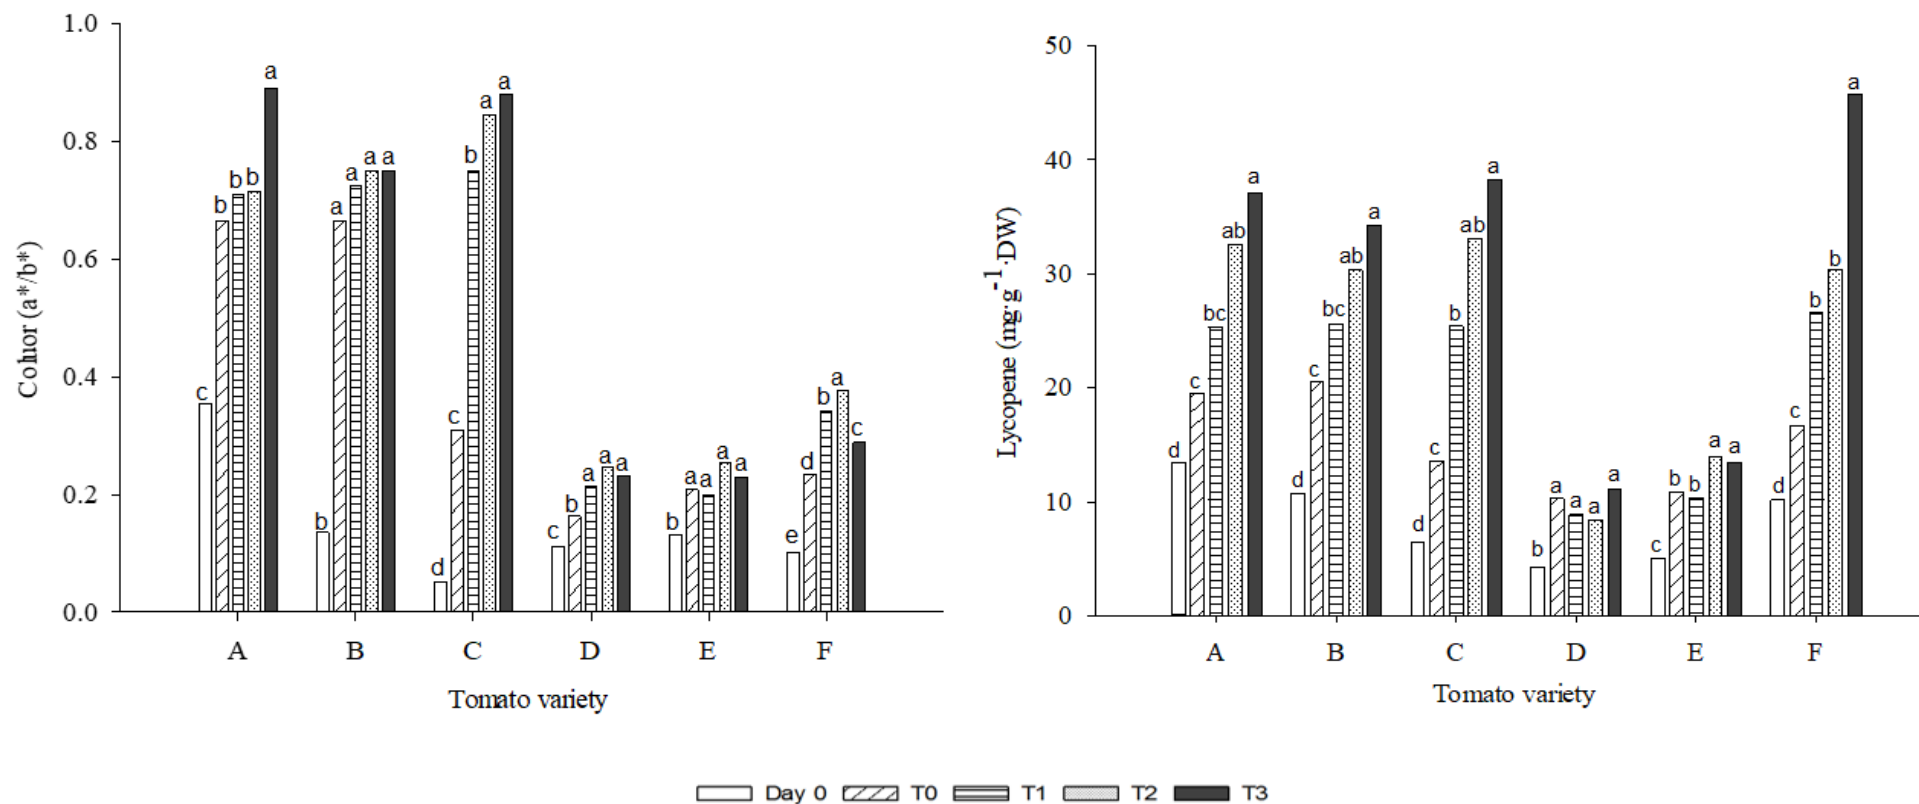 1.0
0.8
0.6
0.4
0.2
0.0
Coluor (a*/b*)
c b b b a
b a a a a
d c b a a
c b a a a
b a a a a
e d b a c
A B C D E F
Tomato variety
50
40
30
20
10
0
Lycopene (mg·g-1·DW)
d c bc ab a
d c bc ab a
d c b ab a
b a a a a
c b b a a
d c b b a
A B C D E F
Tomato variety
Day 0 T0 T1 T2 T3